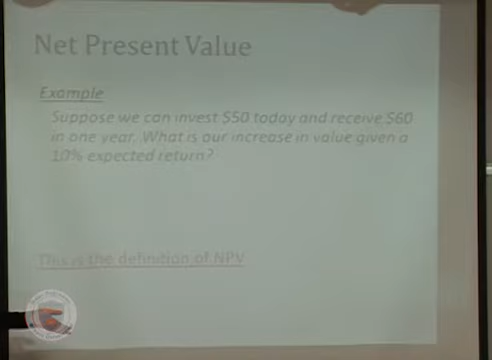 Net Present Value
Example
Suppose we can invest $50 today and receive $60
in one year. What is our increase in value given a
10% expected return?
This is the definition of NPV